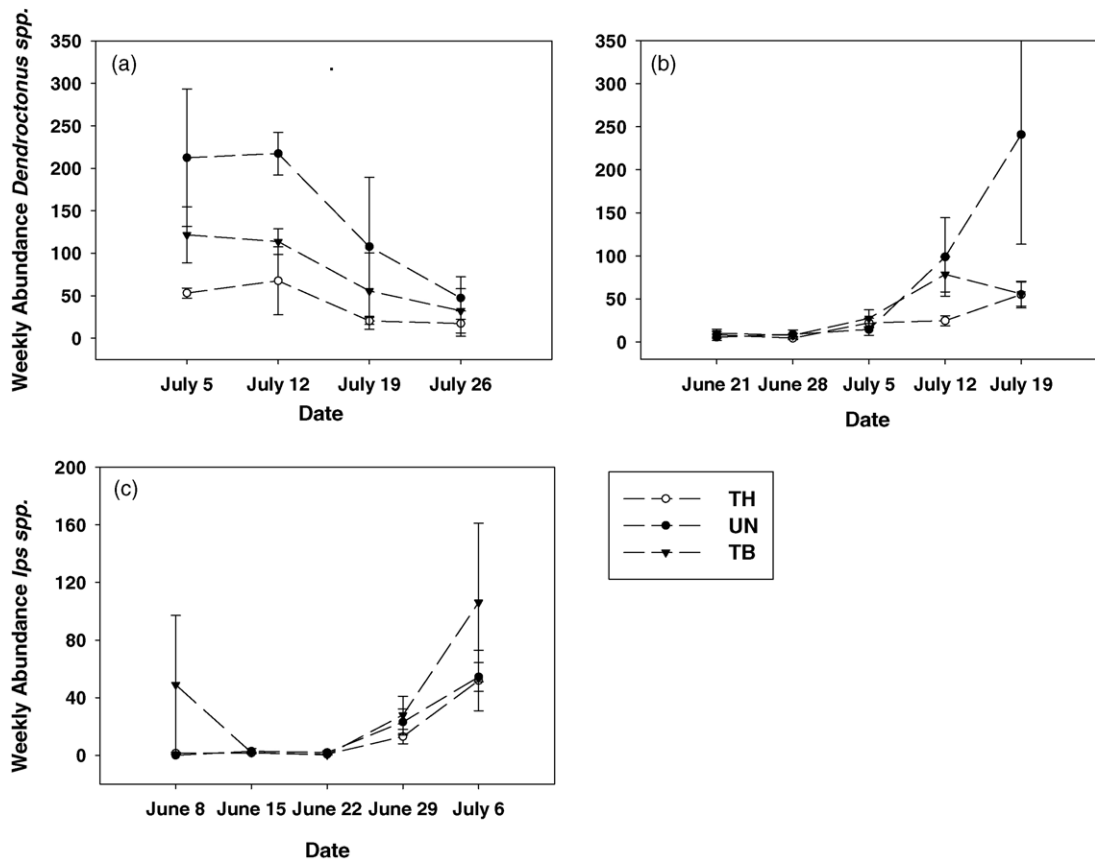 Weekly Abundance Dendroctonus spp.
350
300
250
200
150
100
50
0
(a)
July 5 July 12 July 19 July 26
Date
350
300
250
200
150
100
50
0
(b)
June 21 June 28 July 5 July 12 July 19
Date
Weekly Abundance Ips spp.
200
160
120
80
40
0
(c)
June 8 June 15 June 22 June 29 July 6
Date
TH
UN
TB